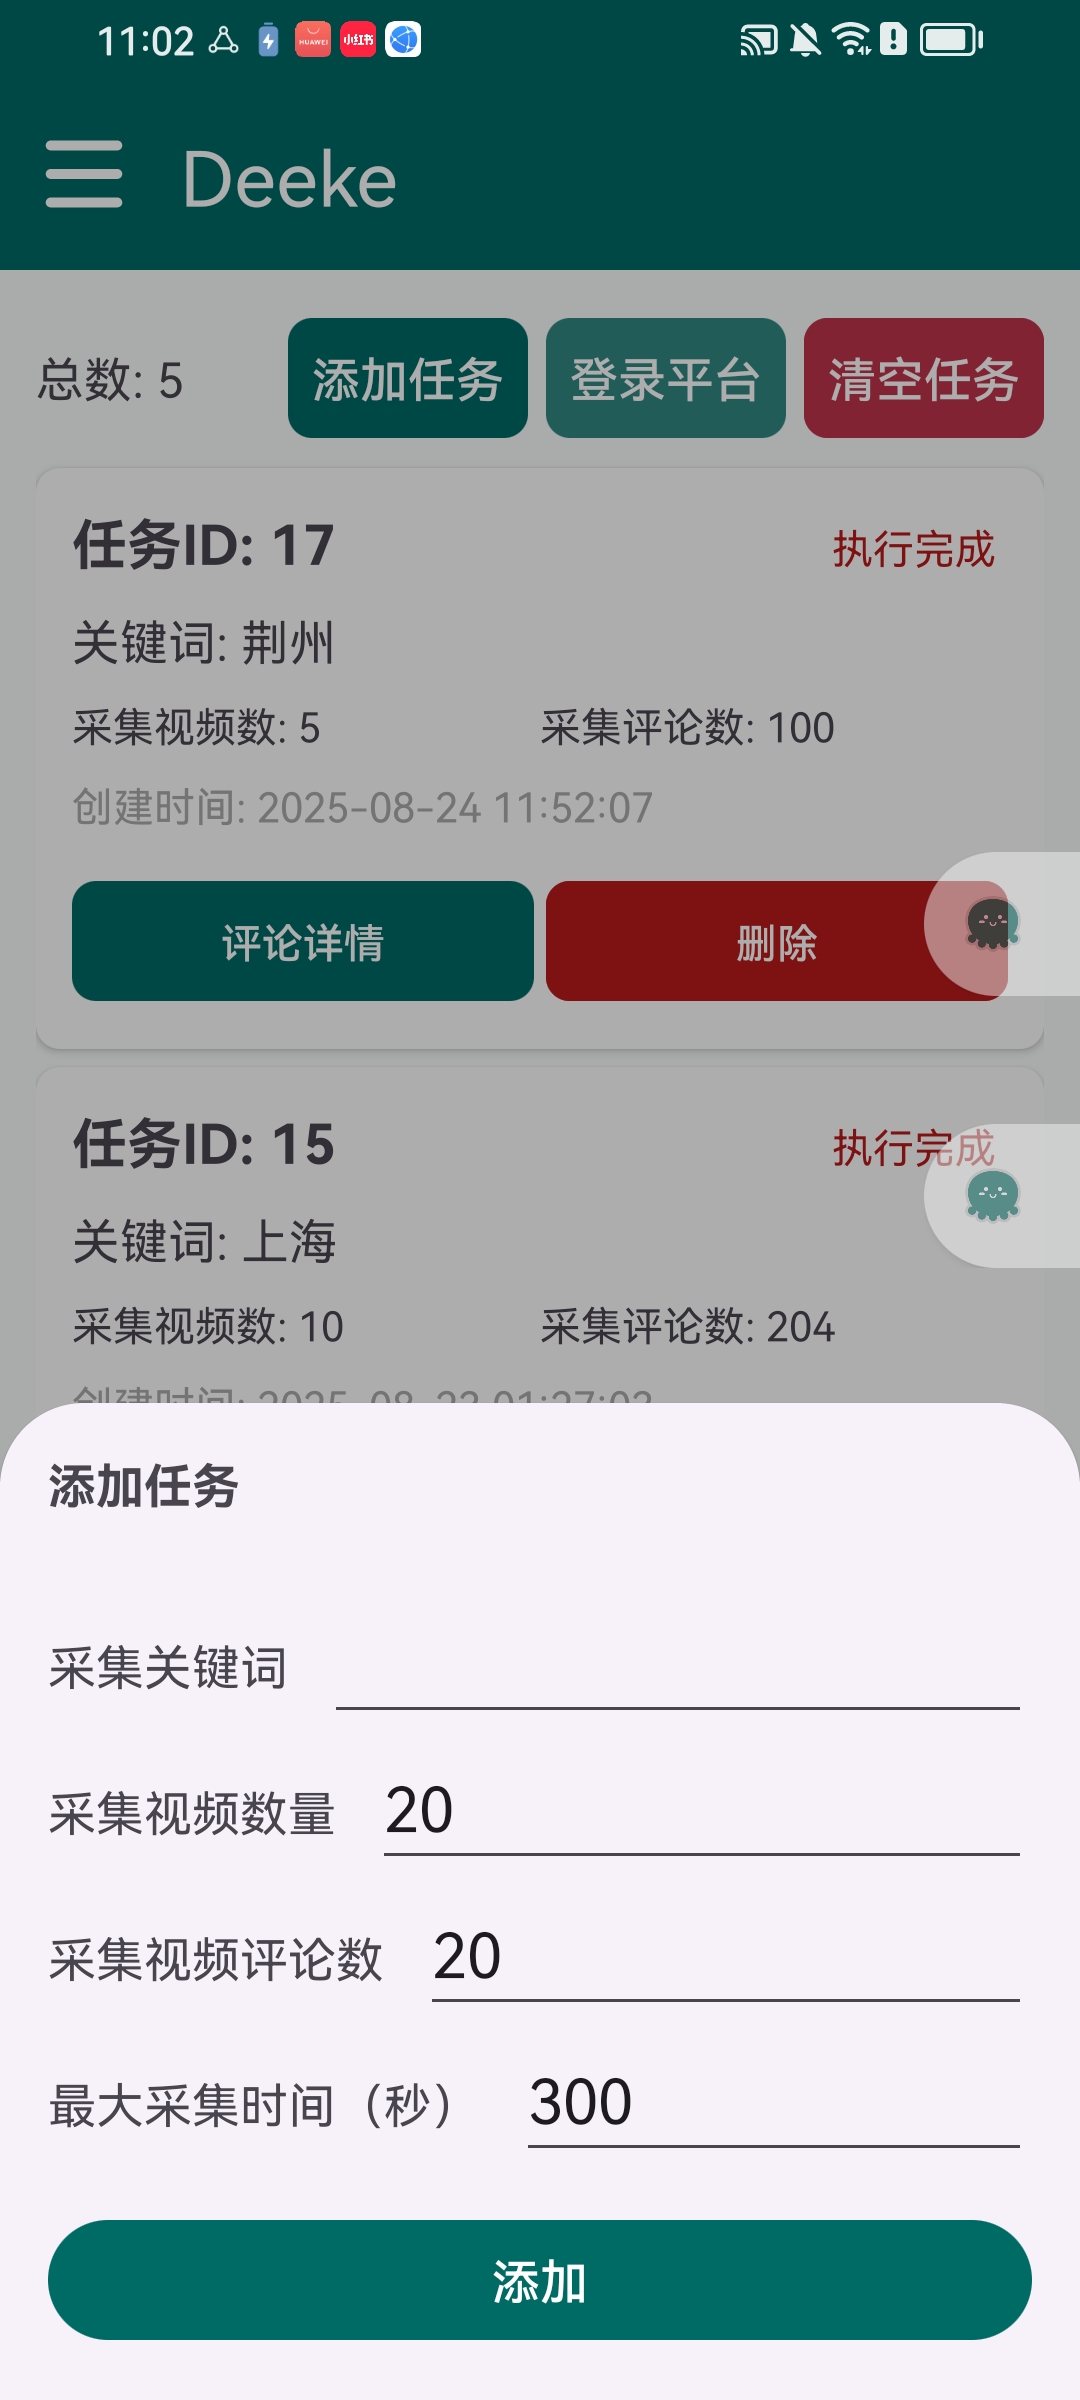 11:02
HUAWEI
小红书
Deeke
总数: 5
添加任务
登录平台
清空任务
任务ID: 17
执行完成
关键词: 荆州
采集视频数: 5
采集评论数: 100
创建时间: 2025-08-24 11:52:07
评论详情
删除
任务ID: 15
执行完成
关键词: 上海
采集视频数: 10
采集评论数: 204
添加任务
采集关键词
采集视频数量
20
采集视频评论数
20
最大采集时间（秒）
300
添加